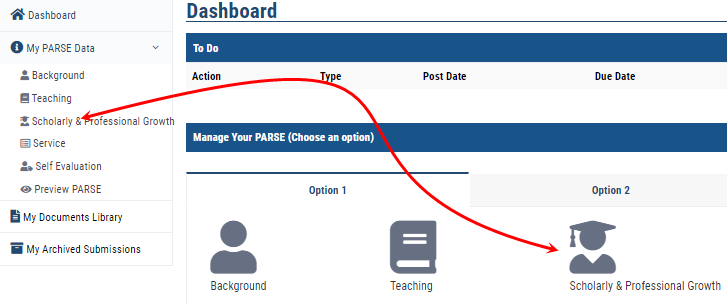 Dashboard
My PARSE Data
Background
Teaching
Scholarly & Professional Growth
Service
Self Evaluation
Preview PARSE
My Documents Library
My Archived Submissions
Dashboard
To Do
Action Type Post Date Due Date
Manage Your PARSE (Choose an option)
Option 1 Option 2
Background Teaching Scholarly & Professional Growth